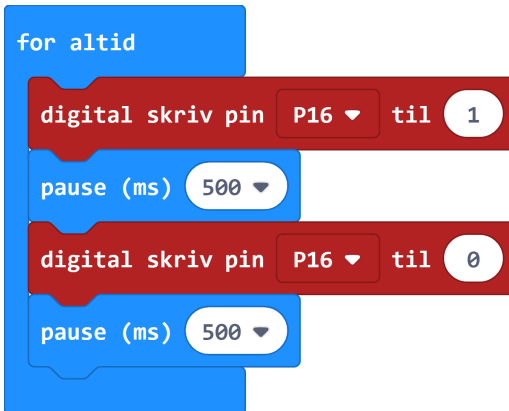 for altid
digital skriv pin P16 til 1
pause (ms) 500
digital skriv pin P16 til 0
pause (ms) 500